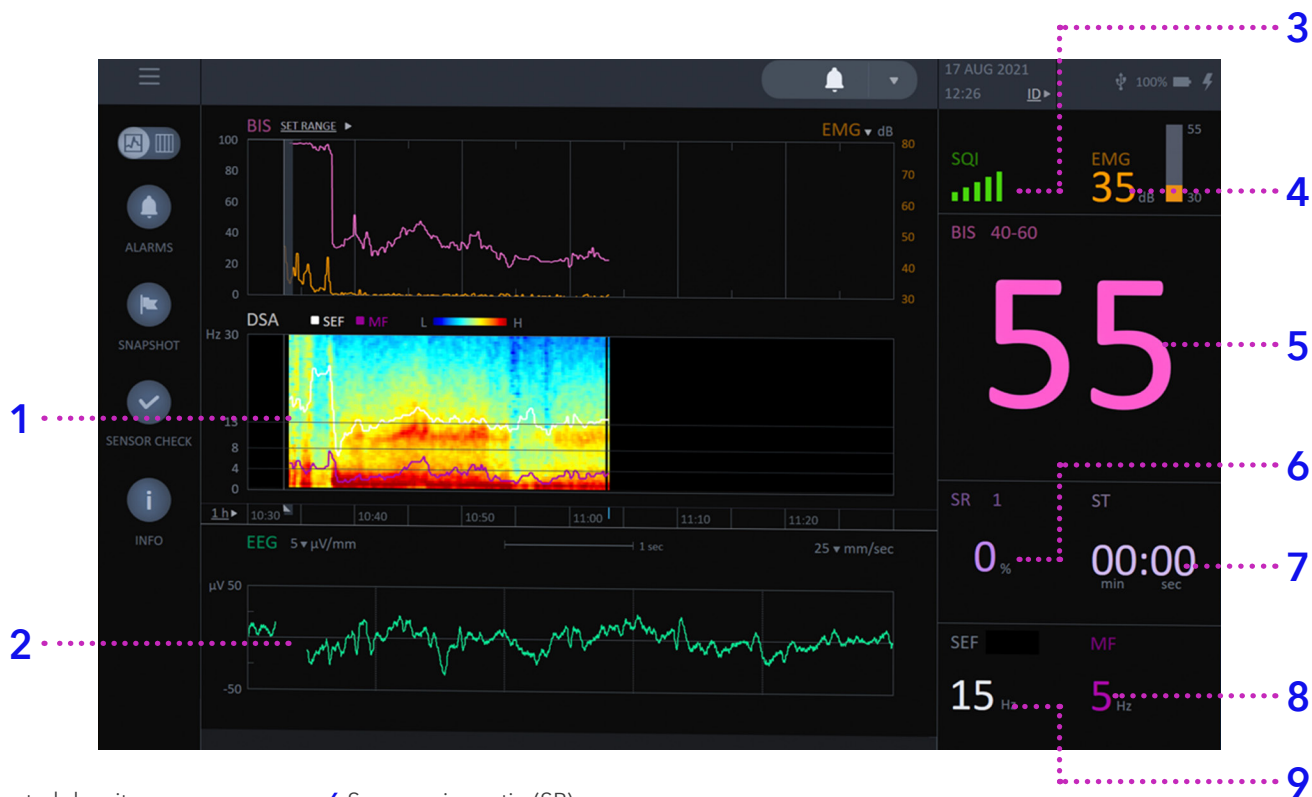 3
17 AUG 2021
12:26 ID
100%
BIS SET RANGE
EMG dB
100
80
60
40
20
0
80
70
60
50
40
30
SQI
EMG
35 dB
55
30
4
ALARMS
SNAPSHOT
SENSOR CHECK
INFO
BIS 40-60
55
5
DSA SEF MF L H
Hz 30
13
8
4
0
1
6
1 h 10:30 10:40 10:50 11:00 11:10 11:20
SR 1
0 %
ST
00:00
min sec
7
EEG 5 µV/mm 1 sec 25 mm/sec
µV 50
-50
2
SEF
15 Hz
MF
5 Hz
8
9